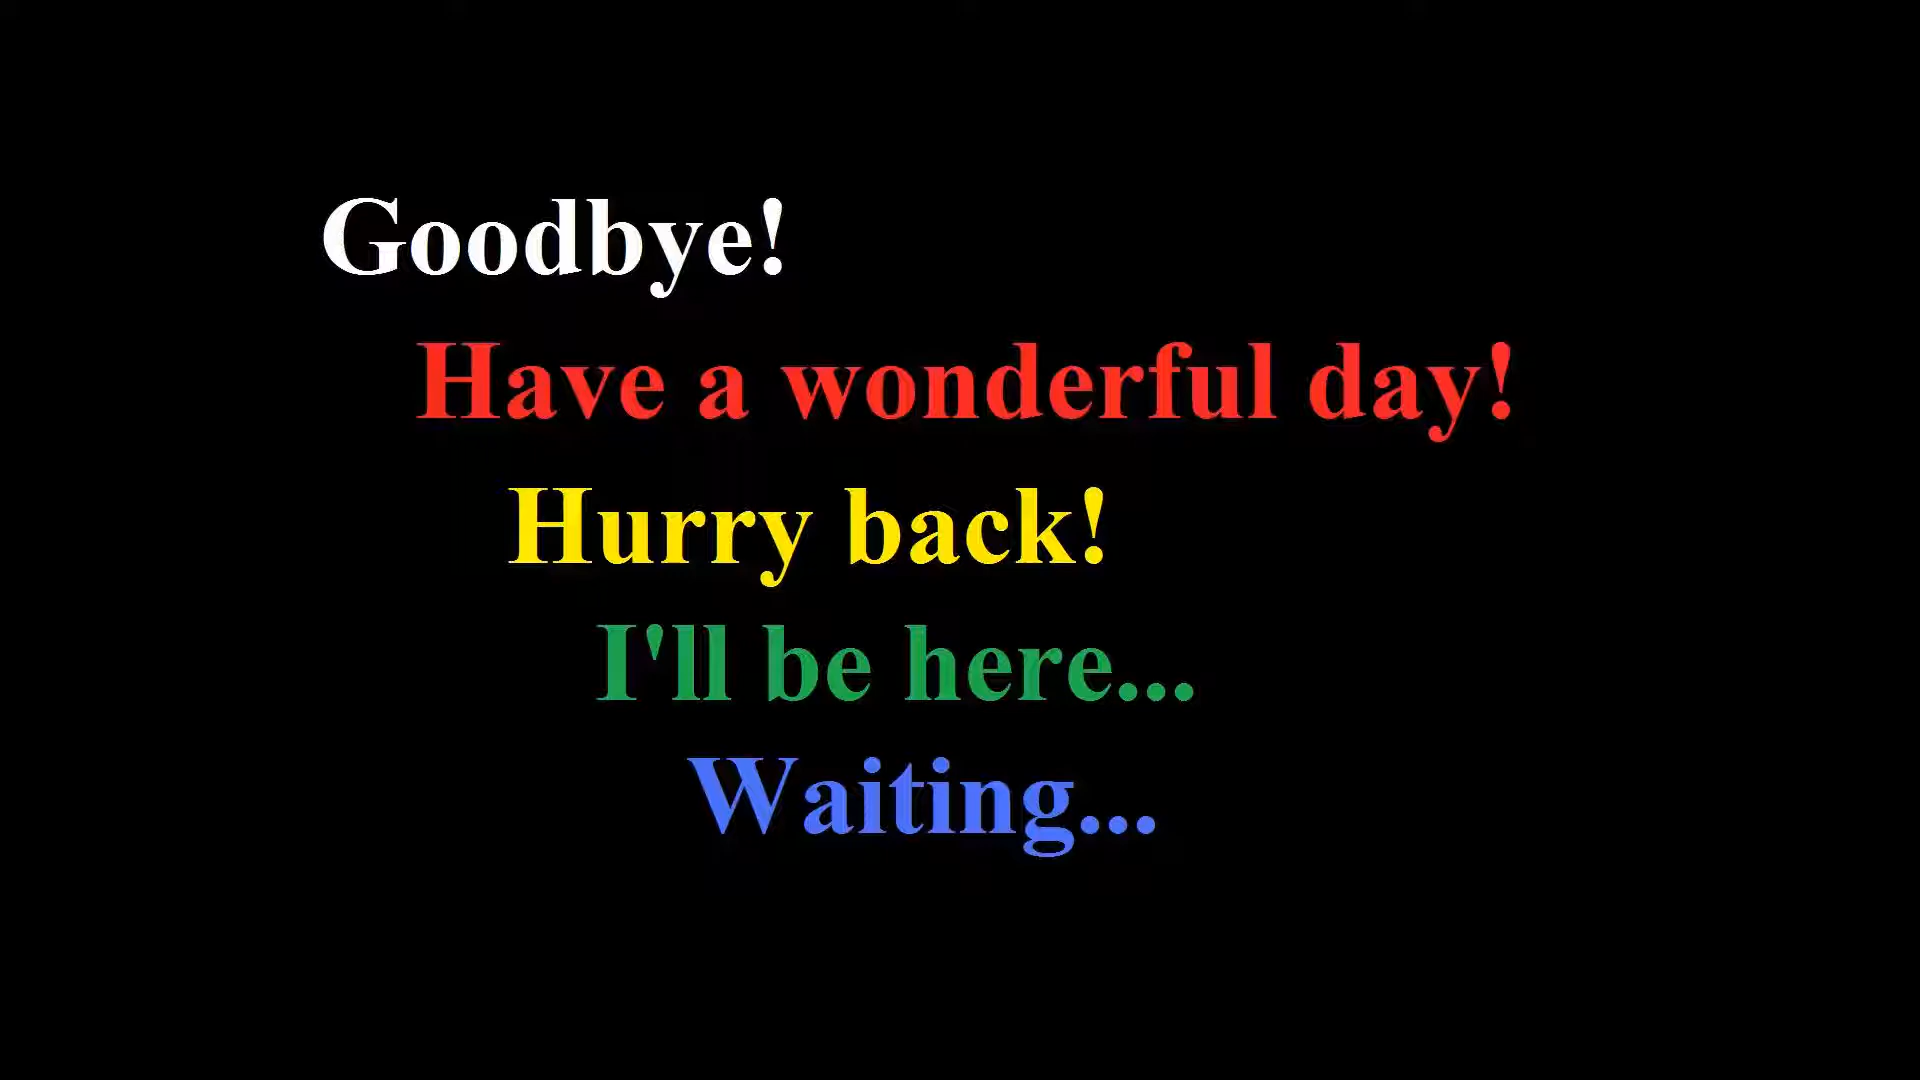 Goodbye!
Have a wonderful day!
Hurry back!
I'll be here...
Waiting...